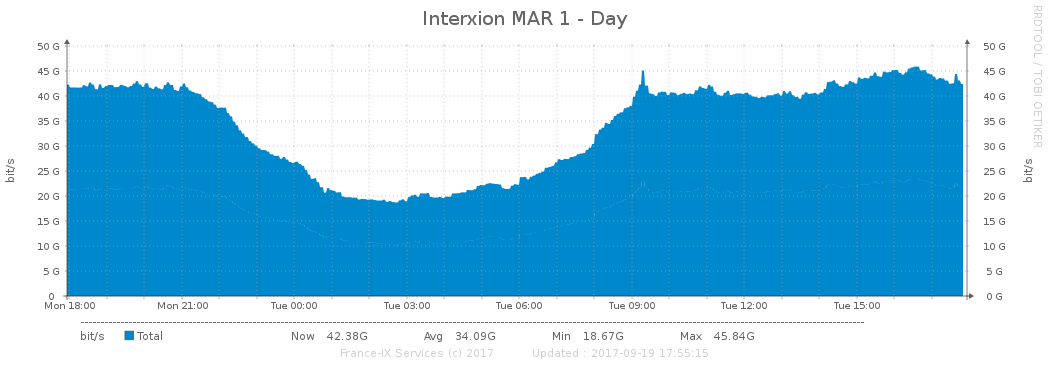 Interxion MAR 1 - Day
RRDTOOL / TOBI OETIKER
50 G 50 G
45 G 45 G
40 G 40 G
35 G 35 G
30 G 30 G
25 G 25 G
20 G 20 G
15 G 15 G
10 G 10 G
5 G 5 G
0 0 G
bit/s
bit/s
Mon 18:00 Mon 21:00 Tue 00:00 Tue 03:00 Tue 06:00 Tue 09:00 Tue 12:00 Tue 15:00
bit/s Total Now 42.38G Avg 34.09G Min 18.67G Max 45.84G
France-IX Services (c) 2017 Updated : 2017-09-19 17:55:15